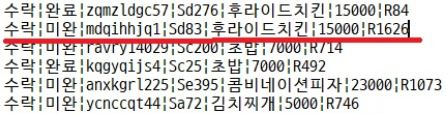 수락¦완료¦zqmzldgc57¦Sd276¦후라이드치킨¦15000¦R84
수락¦미완¦mdqihhjq1¦Sd83¦후라이드치킨¦15000¦R1626
수락¦미완¦ravry14029¦Sc200¦초밥¦7000¦R714
수락¦완료¦kqgyqijs4¦Sc25¦초밥¦7000¦R492
수락¦미완¦anxkgrl225¦Se395¦콤비네이션피자¦23000¦R1073
수락¦미완¦ycnccqt44¦Sa72¦김치찌개¦5000¦R746